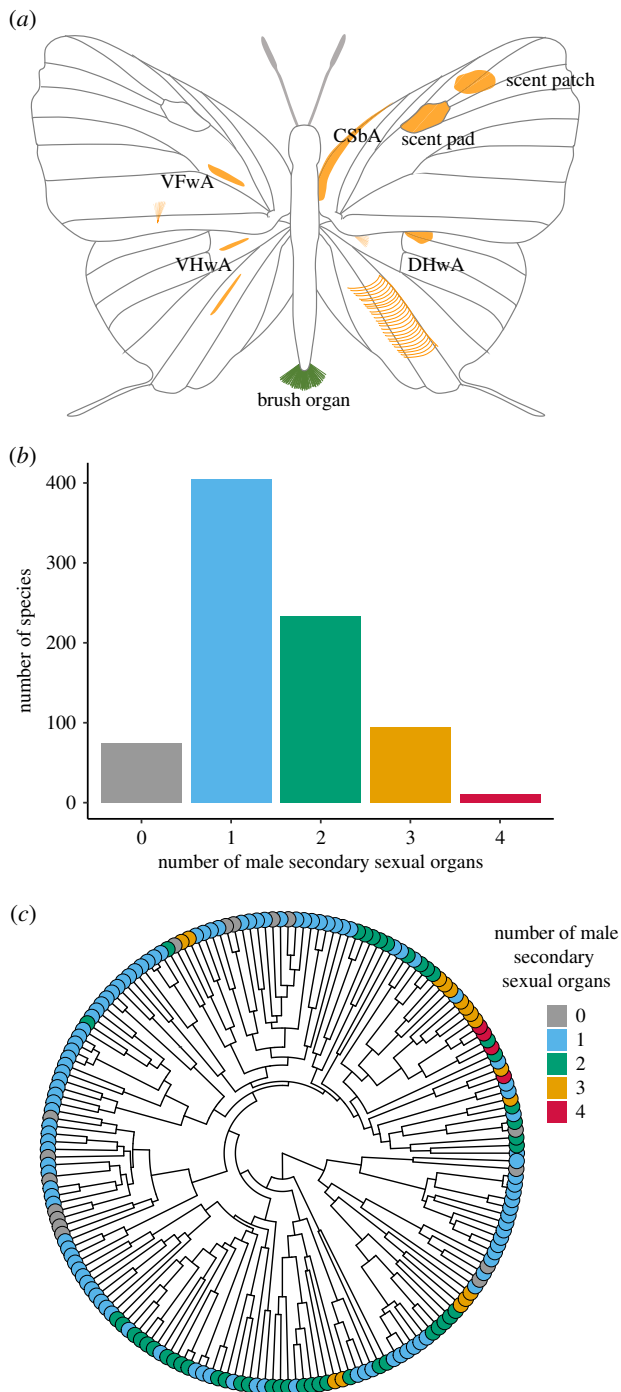 (a)
scent patch
CSbA
scent pad
VFwA
VHwA
DHwA
brush organ
(b)
400
300
200
100
0
number of species
0 1 2 3 4
number of male secondary sexual organs
(c)
number of male
secondary
sexual organs
0
1
2
3
4